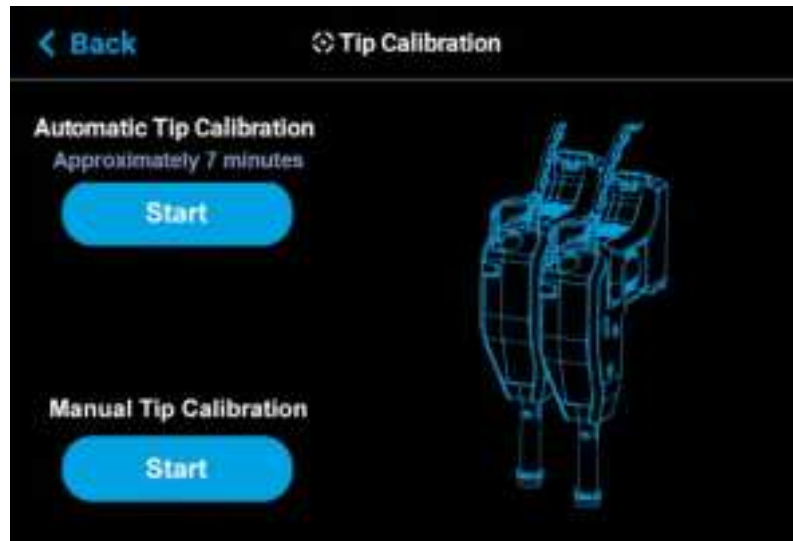 Back
Tip Calibration
Automatic Tip Calibration
Approximately 7 minutes
Start
Manual Tip Calibration
Start